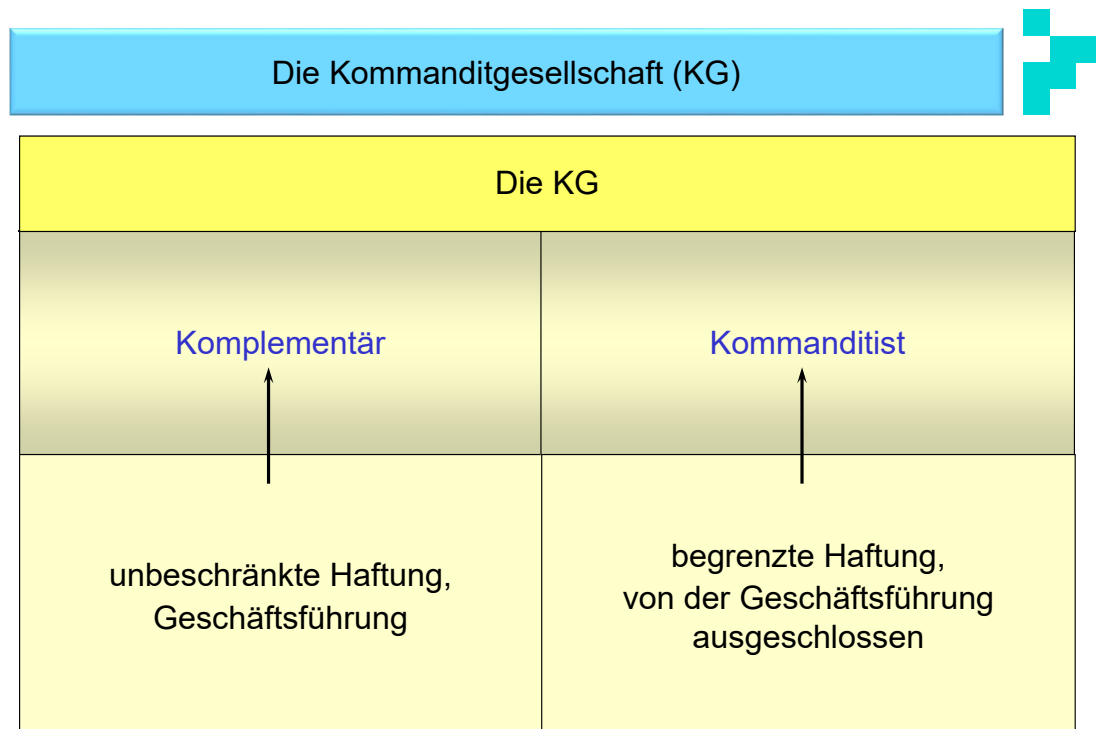 Die Kommanditgesellschaft (KG)
Die KG
Komplementär
Kommanditist
unbeschränkte Haftung,
Geschäftsführung
begrenzte Haftung,
von der Geschäftsführung
ausgeschlossen